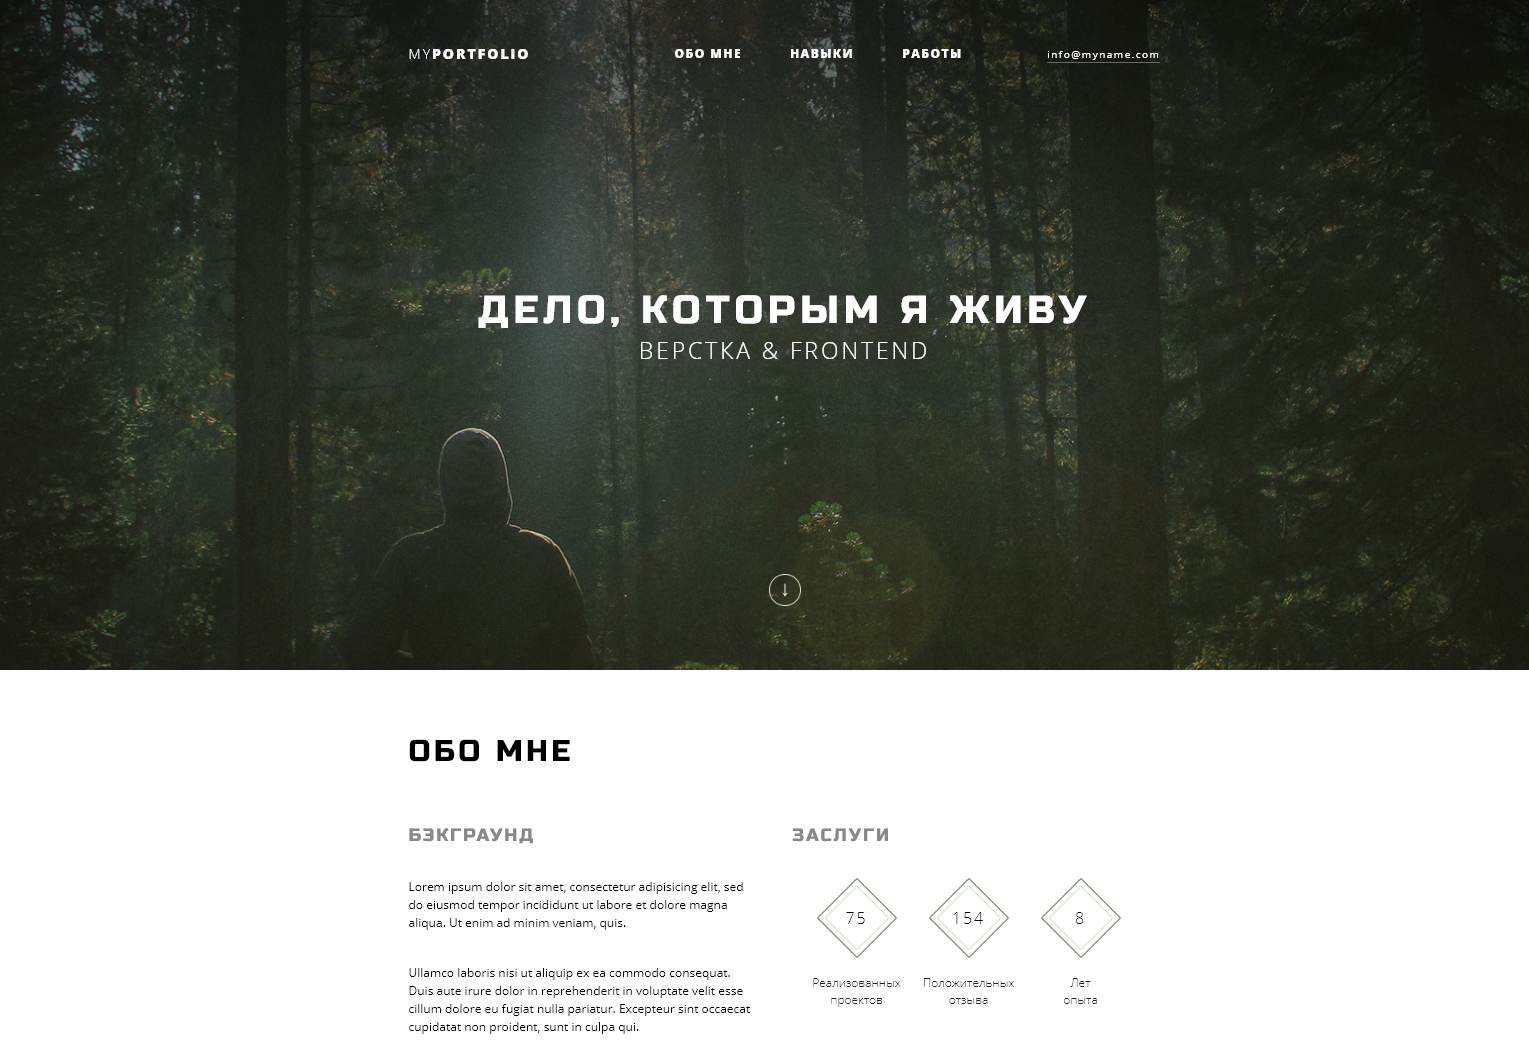 MYPORTFOLIO
ОБО МНЕ НАВЫКИ РАБОТЫ
info@myname.com
ДЕЛО, КОТОРЫМ Я ЖИВУ
ВЕРСТКА & FRONTEND
ОБО МНЕ
БЭКГРАУНД
Lorem ipsum dolor sit amet, consectetur adipisicing elit, sed
do eiusmod tempor incididunt ut labore et dolore magna
aliqua. Ut enim ad minim veniam, quis.
Ullamco laboris nisi ut aliquip ex ea commodo consequat.
Duis aute irure dolor in reprehenderit in voluptate velit esse
cillum dolore eu fugiat nulla pariatur. Excepteur sint occaecat
cupidatat non proident, sunt in culpa qui.
ЗАСЛУГИ
75
Реализованных
проектов
154
Положительных
отзыва
8
Лет
опыта